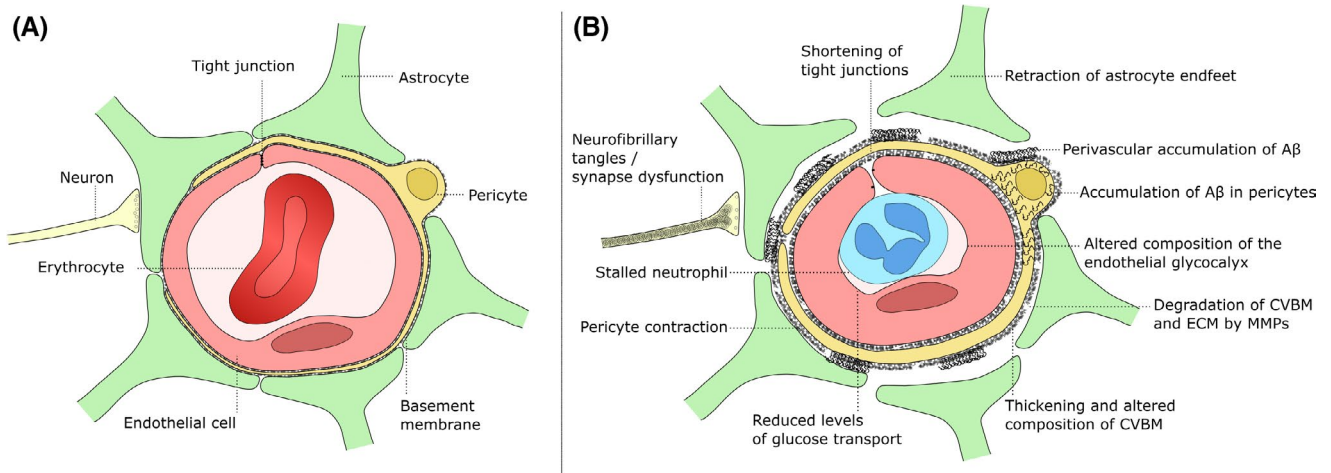 (A)
Tight junction
Astrocyte
Neuron
Pericyte
Erythrocyte
Endothelial cell
Basement
membrane
(B)
Shortening of
tight junctions
Retraction of astrocyte endfeet
Neurofibrillary
tangles /
synapse dysfunction
Perivascular accumulation of Aβ
Accumulation of Aβ in pericytes
Stalled neutrophil
Altered composition of the
endothelial glycocalyx
Pericyte contraction
Degradation of CVBM
and ECM by MMPs
Reduced levels
of glucose transport
Thickening and altered
composition of CVBM